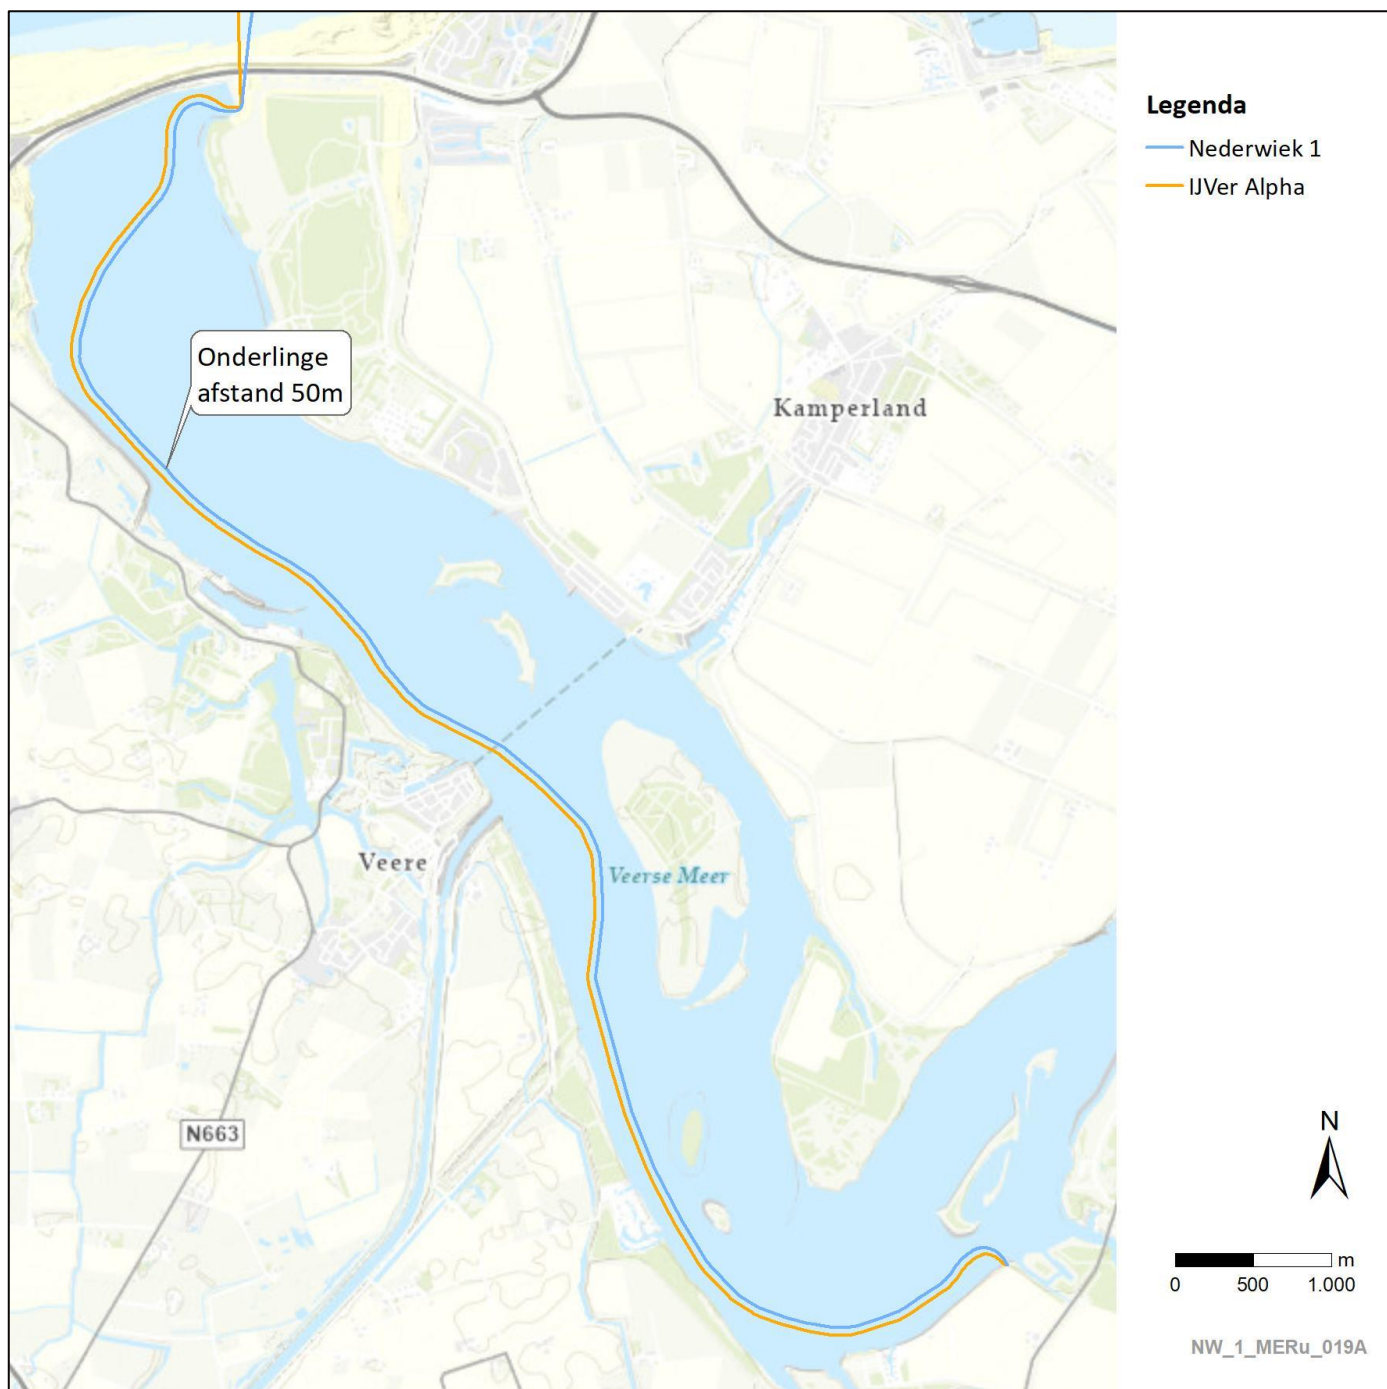 Legenda
Nederwiek 1
IJVer Alpha
Onderlinge
afstand 50m
Kamperland
Veere
Veerse Meer
N663
N
m
0 500 1.000
NW_1_MERu_019A